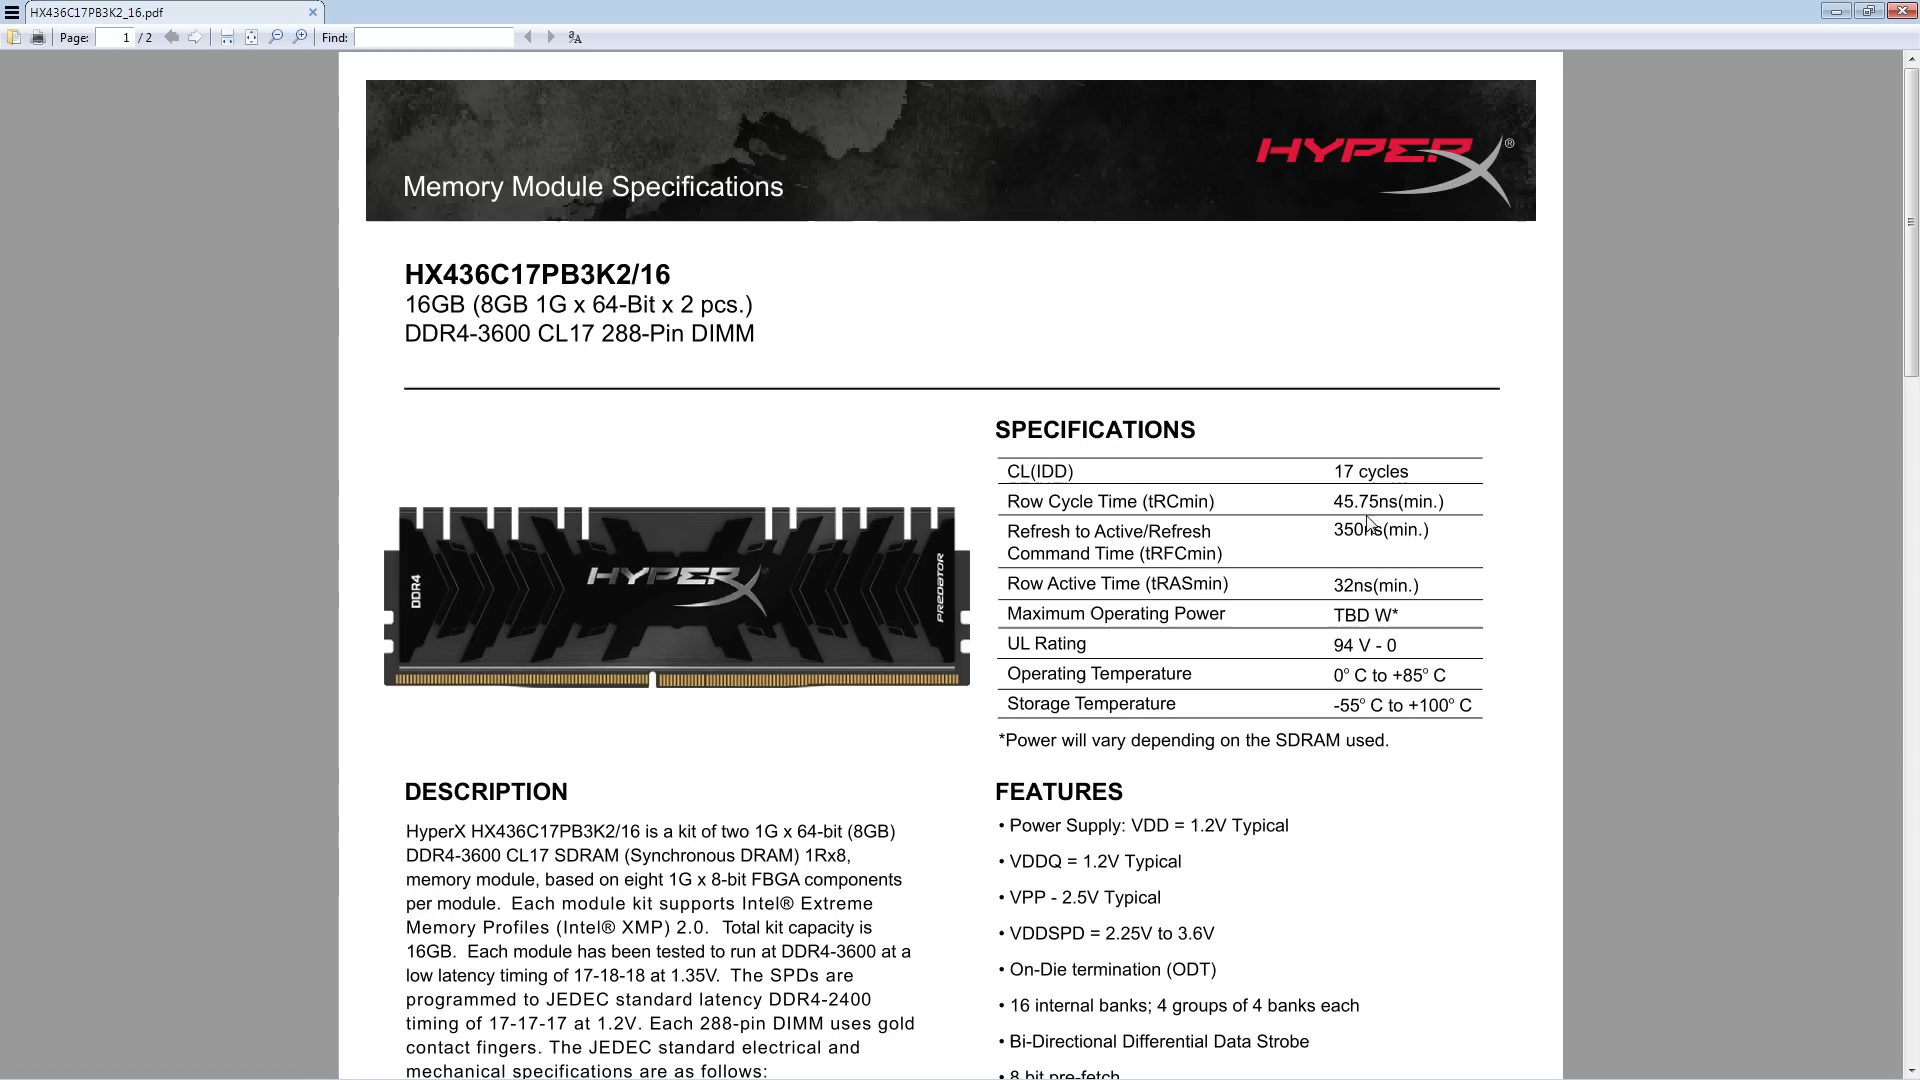 HX436C17PB3K2_16.pdf
Page: 1 / 2 Find:
HYPERX®
Memory Module Specifications
HX436C17PB3K2/16
16GB (8GB 1G x 64-Bit x 2 pcs.)
DDR4-3600 CL17 288-Pin DIMM
SPECIFICATIONS
CL(IDD) 17 cycles
Row Cycle Time (tRCmin) 45.75ns(min.)
Refresh to Active/Refresh 350ns(min.)
Command Time (tRFCmin)
Row Active Time (tRASmin) 32ns(min.)
Maximum Operating Power TBD W*
UL Rating 94 V - 0
Operating Temperature 0° C to +85° C
Storage Temperature -55° C to +100° C
*Power will vary depending on the SDRAM used.
DDR4
HYPERX
PREDATOR
DESCRIPTION
HyperX HX436C17PB3K2/16 is a kit of two 1G x 64-bit (8GB)
DDR4-3600 CL17 SDRAM (Synchronous DRAM) 1Rx8,
memory module, based on eight 1G x 8-bit FBGA components
per module. Each module kit supports Intel® Extreme
Memory Profiles (Intel® XMP) 2.0. Total kit capacity is
16GB. Each module has been tested to run at DDR4-3600 at a
low latency timing of 17-18-18 at 1.35V. The SPDs are
programmed to JEDEC standard latency DDR4-2400
timing of 17-17-17 at 1.2V. Each 288-pin DIMM uses gold
contact fingers. The JEDEC standard electrical and
mechanical specifications are as follows:
FEATURES
• Power Supply: VDD = 1.2V Typical
• VDDQ = 1.2V Typical
• VPP - 2.5V Typical
• VDDSPD = 2.25V to 3.6V
• On-Die termination (ODT)
• 16 internal banks; 4 groups of 4 banks each
• Bi-Directional Differential Data Strobe
• 8 bit pre-fetch